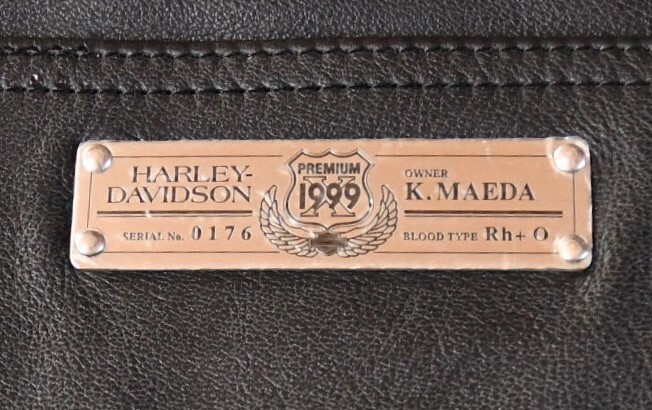 HARLEY-
DAVIDSON
SERIAL No. 0176
PREMIUM
X
1999
OWNER
K. MAEDA
BLOOD TYPE Rh+ O